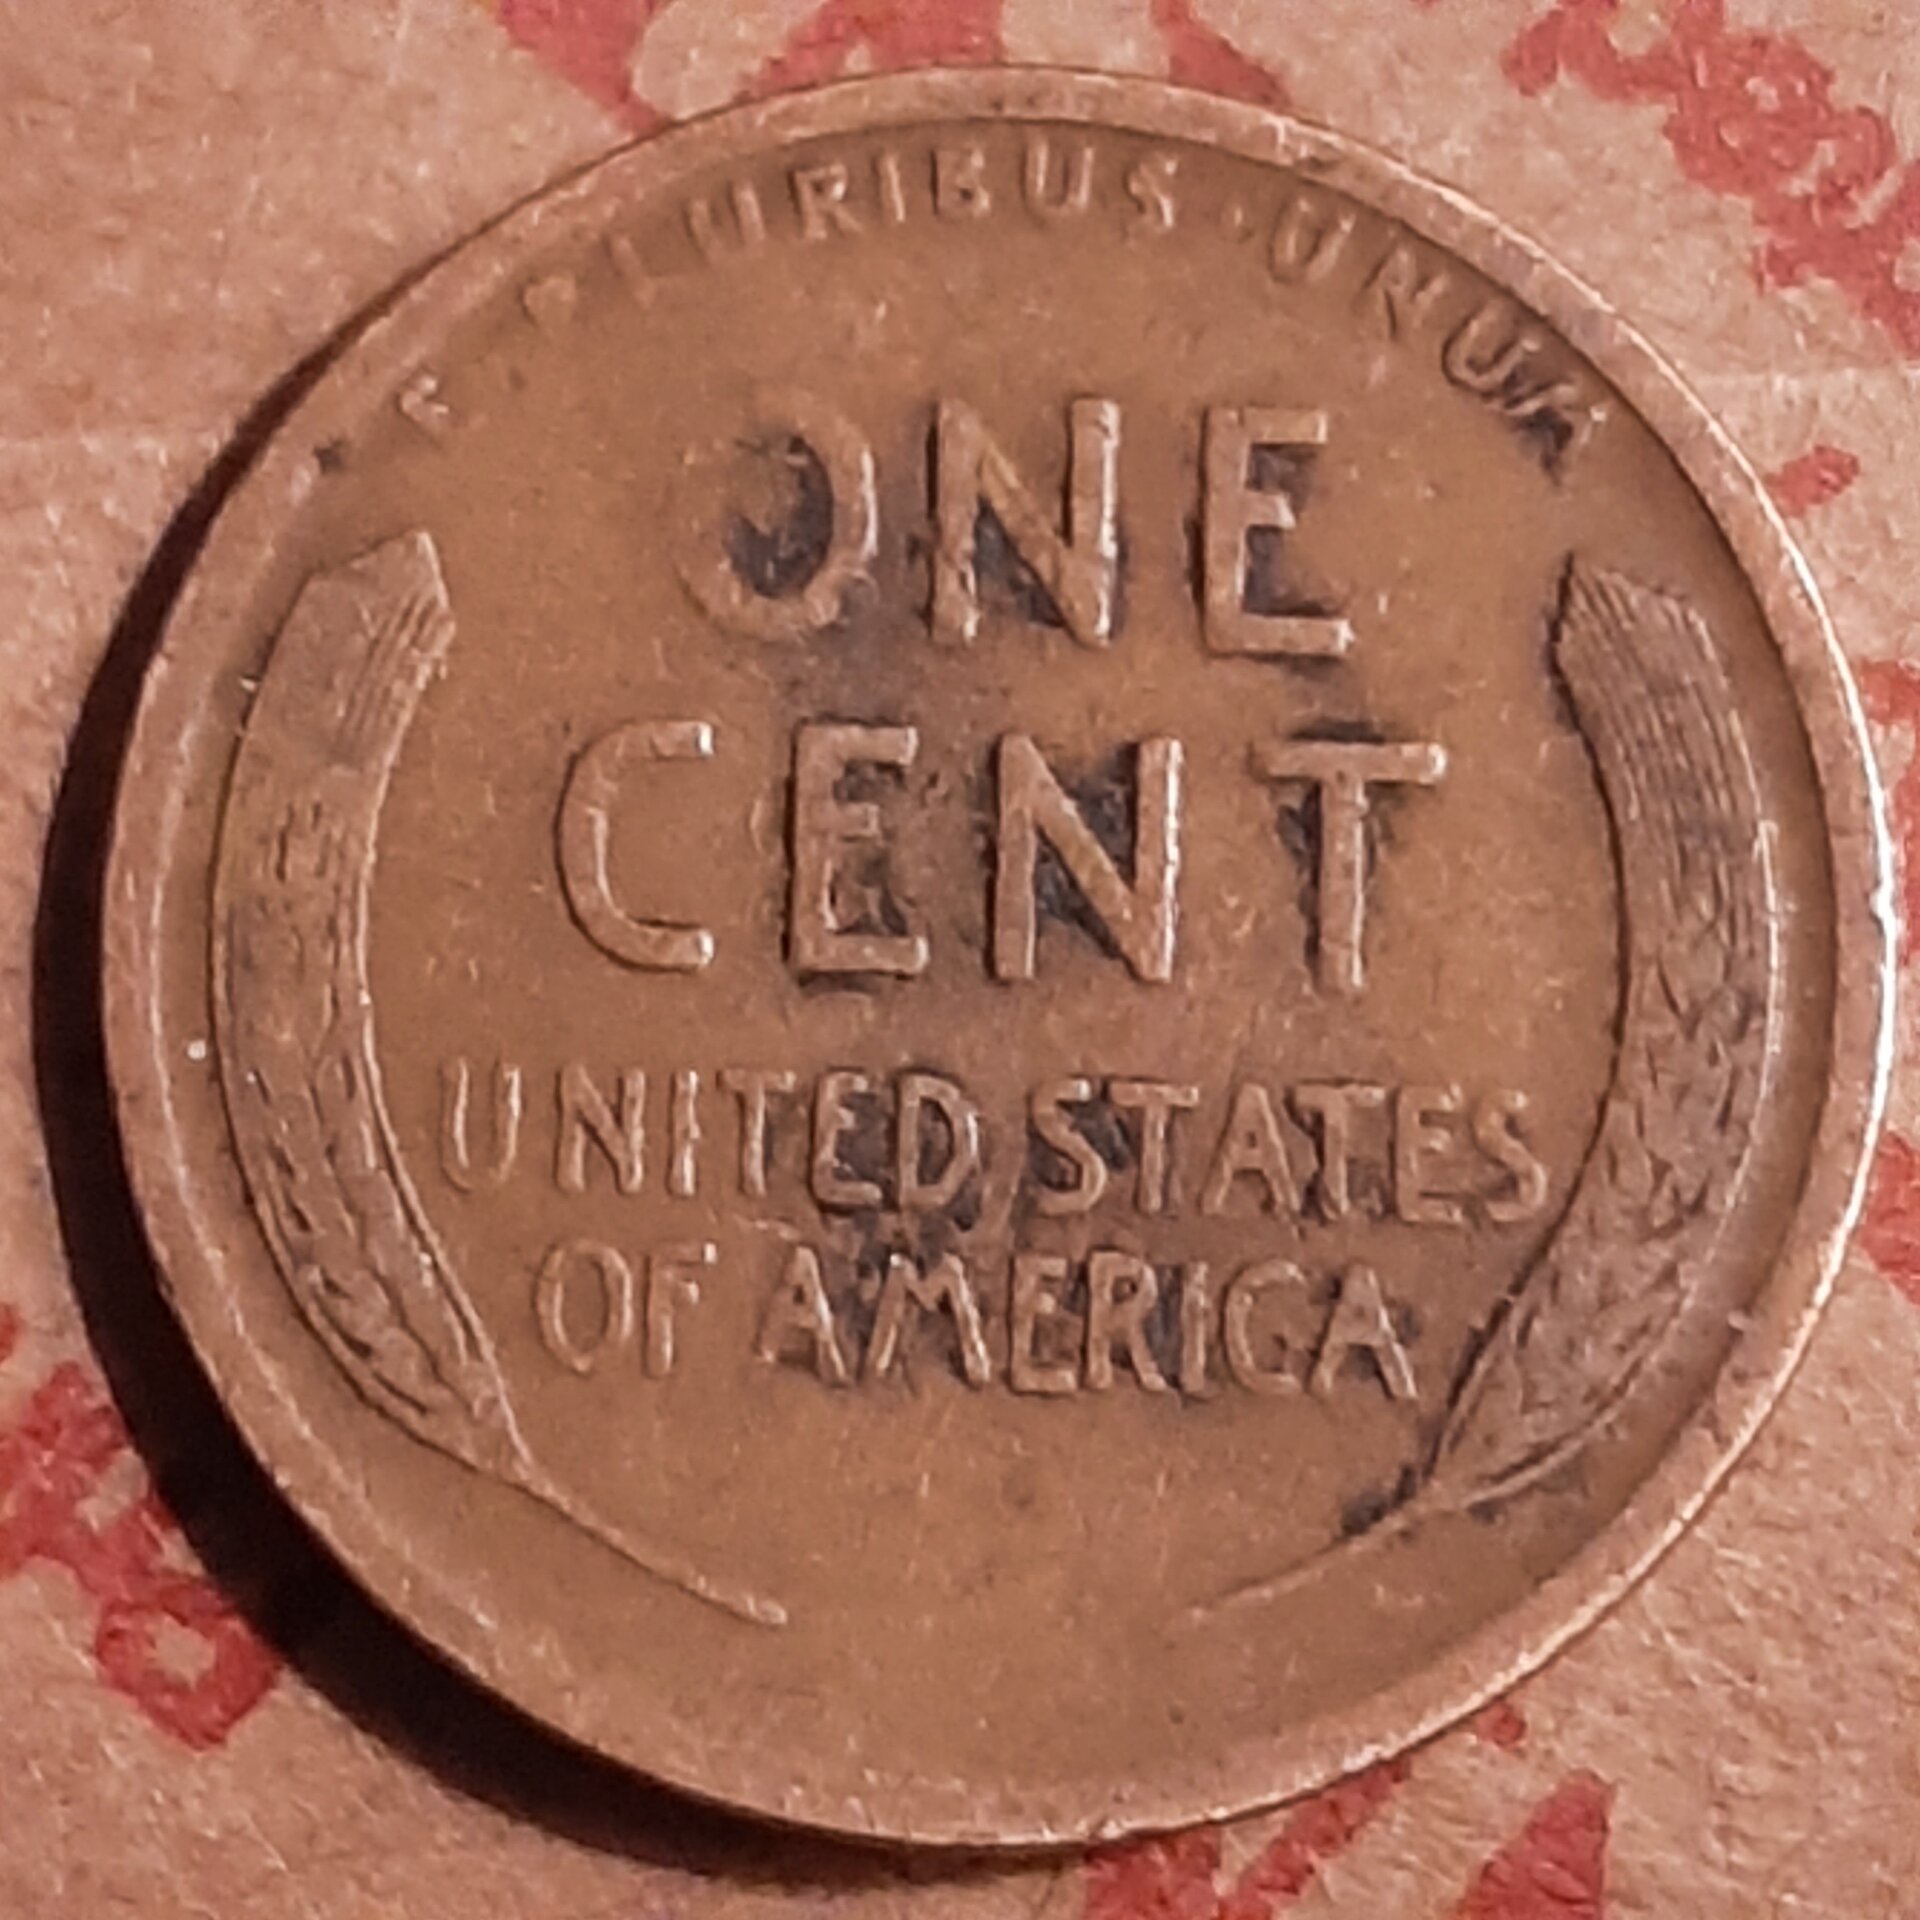 E · PLURIBUS · UNUM
ONE
CENT
UNITED STATES
OF AMERICA